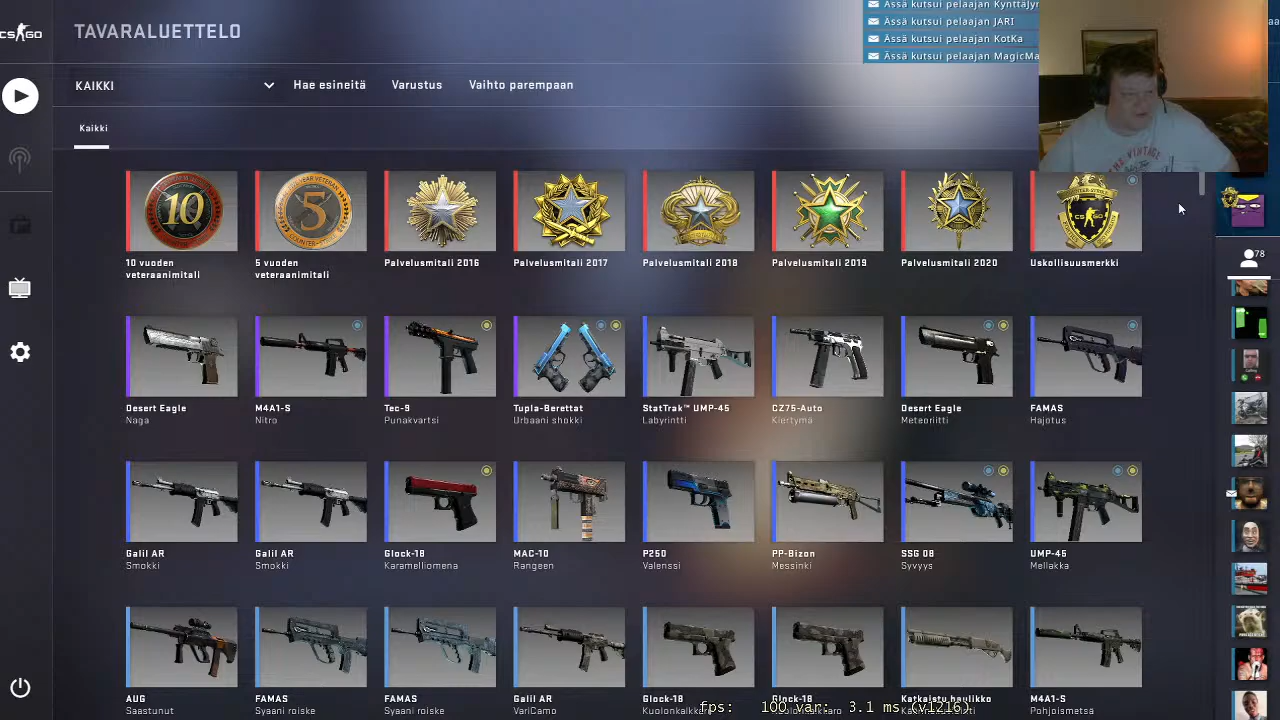 CS:GO
TAVARALUETTELO
Ässä kutsui pelaajan
Ässä kutsui pelaajan JARI
Ässä kutsui pelaajan KotKa
Ässä kutsui pelaajan MagicMa
KAIKKI
Hae esineitä
Varustus
Vaihto parempaan
Kaikki
10
5
10 vuoden
veteraanimitali
5 vuoden
veteraanimitali
Palvelusmitali 2016
Palvelusmitali 2017
Palvelusmitali 2018
Palvelusmitali 2019
Palvelusmitali 2020
Uskollisuusmerkki
78
Desert Eagle
Naga
M4A1-S
Nitro
Tec-9
Punakvartsi
Tupla-Berettat
Urbaani shokki
StatTrak™ UMP-45
Labyrintti
CZ75-Auto
Kiertymä
Desert Eagle
Meteoriitti
FAMAS
Hajotus
Galil AR
Smokki
Galil AR
Smokki
Glock-18
Karamelliomena
MAC-10
Rangeen
P250
Valenssi
PP-Bizon
Messinki
SSG 08
Syvyys
UMP-45
Mellakka
AUG
Saastunut
FAMAS
Syaani roiske
FAMAS
Syaani roiske
Galil AR
VariCamo
Glock-18
Glock-18
Katkaistu haulikko
M4A1-S
Pohjoismetsä
fps: 100 var: 3.1 ms (v1216)